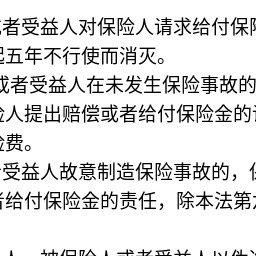 者受益人对保险人请求给付保
起五年不行使而消灭。
或者受益人在未发生保险事故的
险人提出赔偿或者给付保险金的
险费。
受益人故意制造保险事故的，
者给付保险金的责任，除本法第